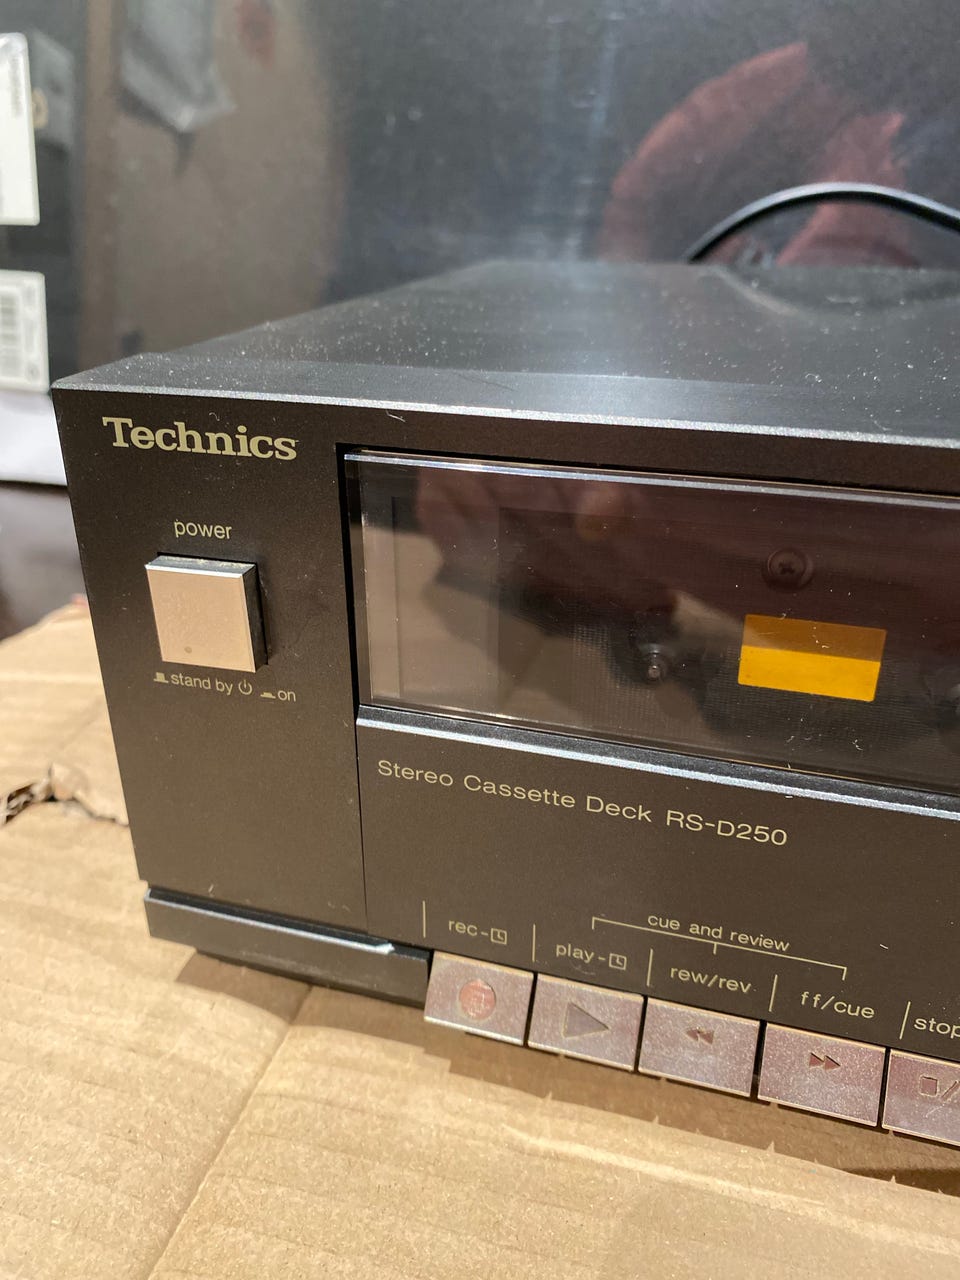 Technics
power
stand by ⏻ on
Stereo Cassette Deck RS-D250
cue and review
rec-
play-
rew/rev
ff/cue
stop